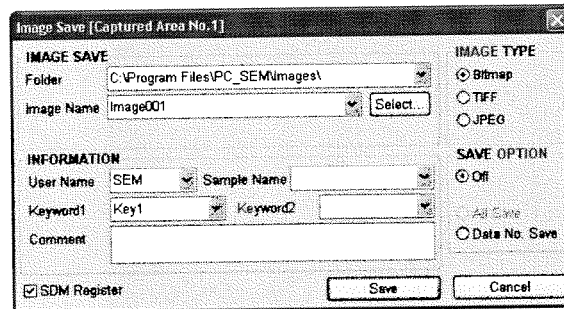 Image Save [Captured Area No.1]
IMAGE SAVE
Folder C:\Program Files\PC_SEM\Images\
Image Name Image001 Select...
INFORMATION
User Name SEM Sample Name
Keyword1 Key1 Keyword2
Comment
SDM Register Save Cancel
IMAGE TYPE
Bitmap
TIFF
JPEG
SAVE OPTION
Off
All Save
Data No. Save